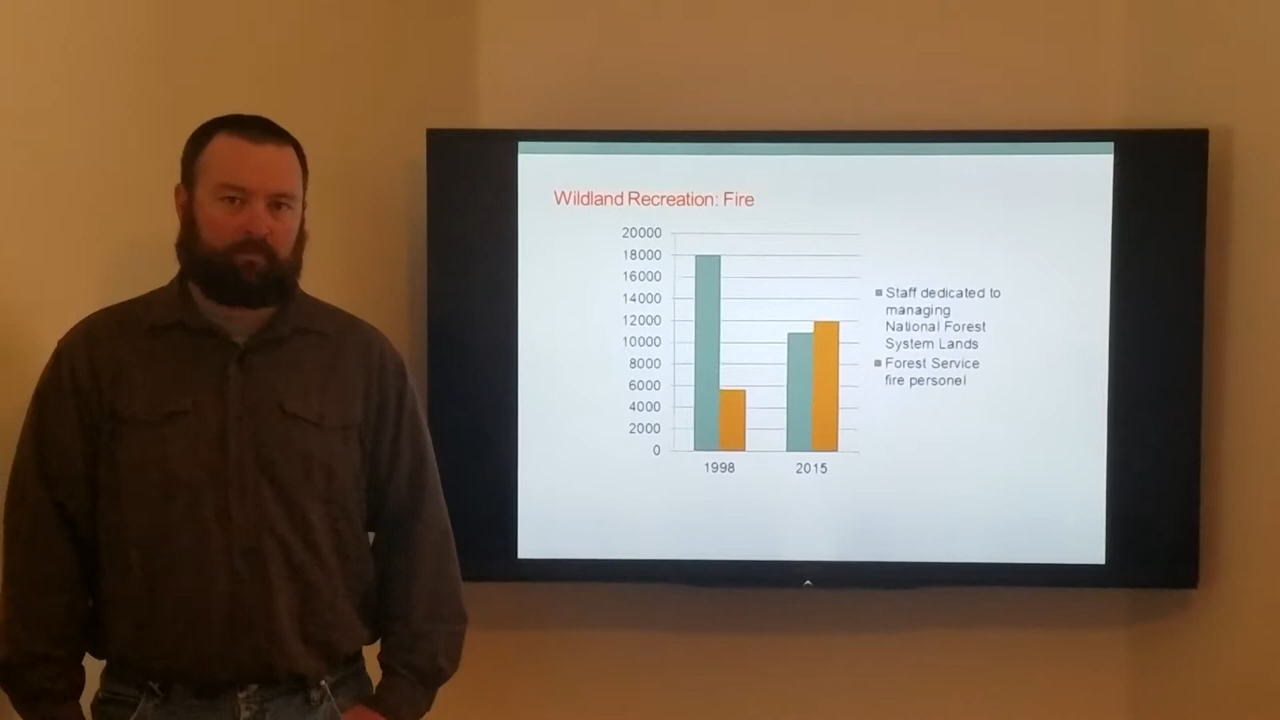 Wildland Recreation: Fire
20000
18000
16000
14000
12000
10000
8000
6000
4000
2000
0
1998 2015
Staff dedicated to
managing
National Forest
System Lands
Forest Service
fire personel